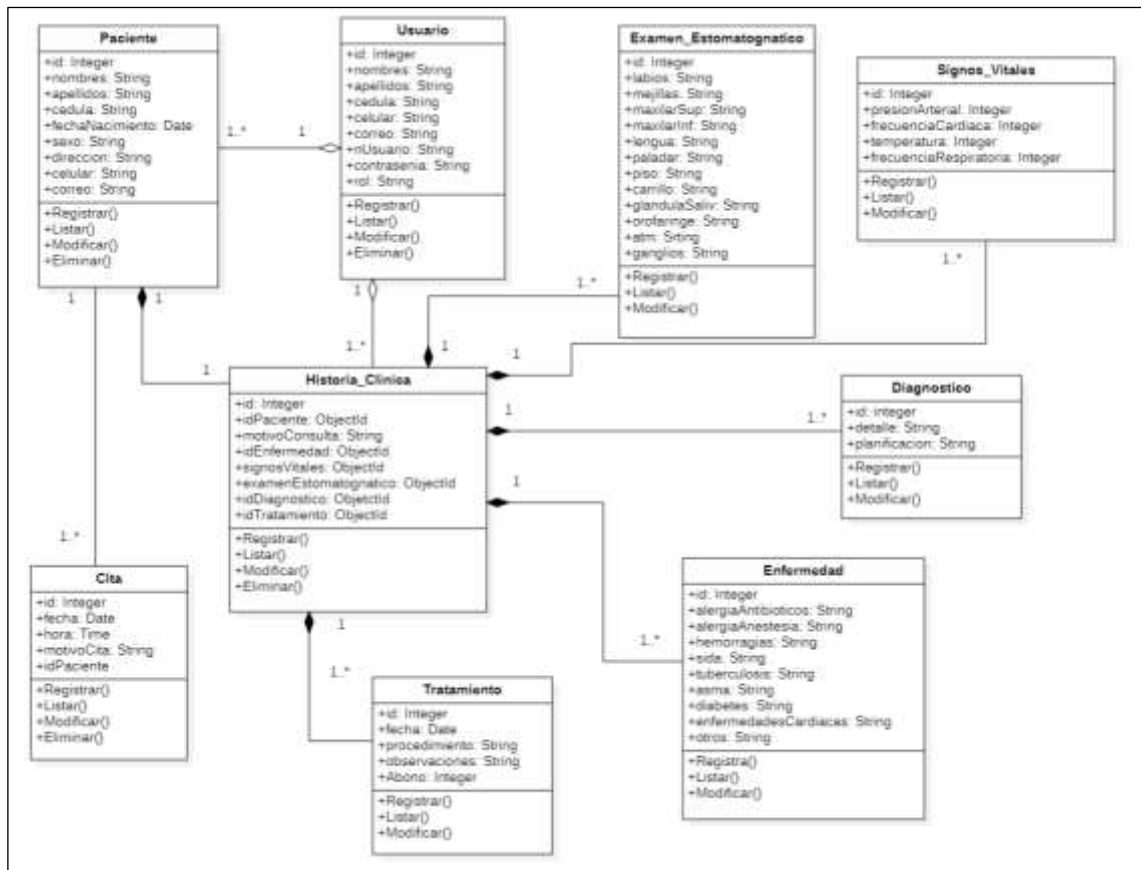 Paciente
+id: Integer
+nombres: String
+apellidos: String
+cedula: String
+fechaNacimiento: Date
+sexo: String
+direccion: String
+celular: String
+correo: String
+Registrar()
+Listar()
+Modificar()
+Eliminar()
1..*
1
Usuario
+id: Integer
+nombres: String
+apellidos: String
+cedula: String
+celular: String
+correo: String
+nUsuario: String
+contrasenia: String
+rol: String
+Registrar()
+Listar()
+Modificar()
+Eliminar()
Examen_Estomatognatico
+id: Integer
+labios: String
+mejillas: String
+maxilarSup: String
+maxilarInf: String
+lengua: String
+paladar: String
+piso: String
+carrillo: String
+glandulaSaliv: String
+orofaringe: String
+atm: Srting
+ganglios: String
+Registrar()
+Listar()
+Modificar()
Signos_Vitales
+id: Integer
+presionArterial: Integer
+frecuenciaCardiaca: Integer
+temperatura: Integer
+frecuenciaRespiratoria: Integer
+Registrar()
+Listar()
+Modificar()
1
1
1
1..*
1..*
1
1..*
1
1
Historia_Clinica
+id: Integer
+idPaciente: ObjectId
+motivoConsulta: String
+idEnfermedad: ObjectId
+signosVitales: ObjectId
+examenEstomatognatico: ObjectId
+idDiagnostico: ObjetctId
+idTratamiento: ObjectId
+Registrar()
+Listar()
+Modificar()
+Eliminar()
1
1..*
Diagnostico
+id: integer
+detalle: String
+planificacion: String
+Registrar()
+Listar()
+Modificar()
1
1..*
Enfermedad
+id: Integer
+alergiaAntibioticos: String
+alergiaAnestesia: String
+hemorragias: String
+sida: String
+tuberculosis: String
+asma: String
+diabetes: String
+enfermedadesCardiacas: String
+otros: String
+Registra()
+Listar()
+Modificar()
1..*
Cita
+id: Integer
+fecha: Date
+hora: Time
+motivoCita: String
+idPaciente
+Registrar()
+Listar()
+Modificar()
+Eliminar()
1
1..*
Tratamiento
+id: Integer
+fecha: Date
+procedimiento: String
+observaciones: String
+Abono: Integer
+Registrar()
+Listar()
+Modificar()